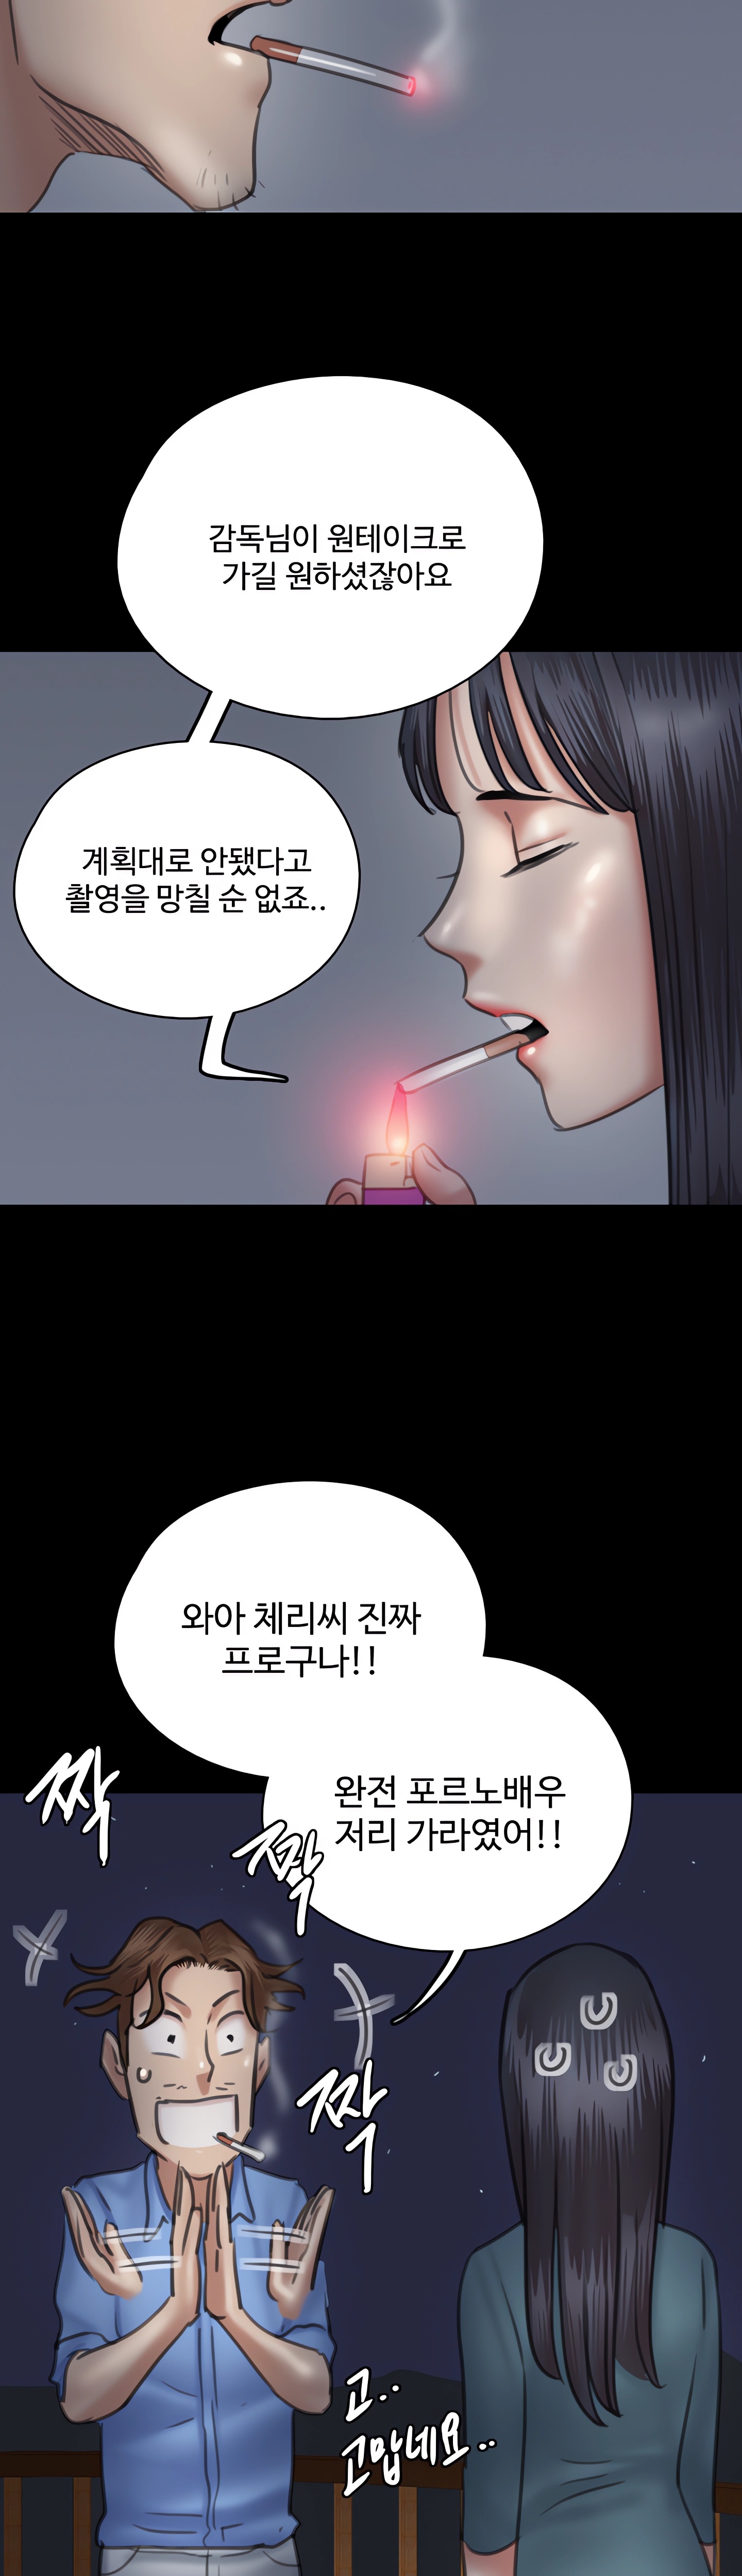 감독님이 원테이크로
가길 원하셨잖아요
계획대로 안됐다고
촬영을 망칠 순 없죠..
와아 체리씨 진짜
프로구나!!
완전 포르노배우
저리 가라였어!!
짝
짝
짝
고..
고맙네요..